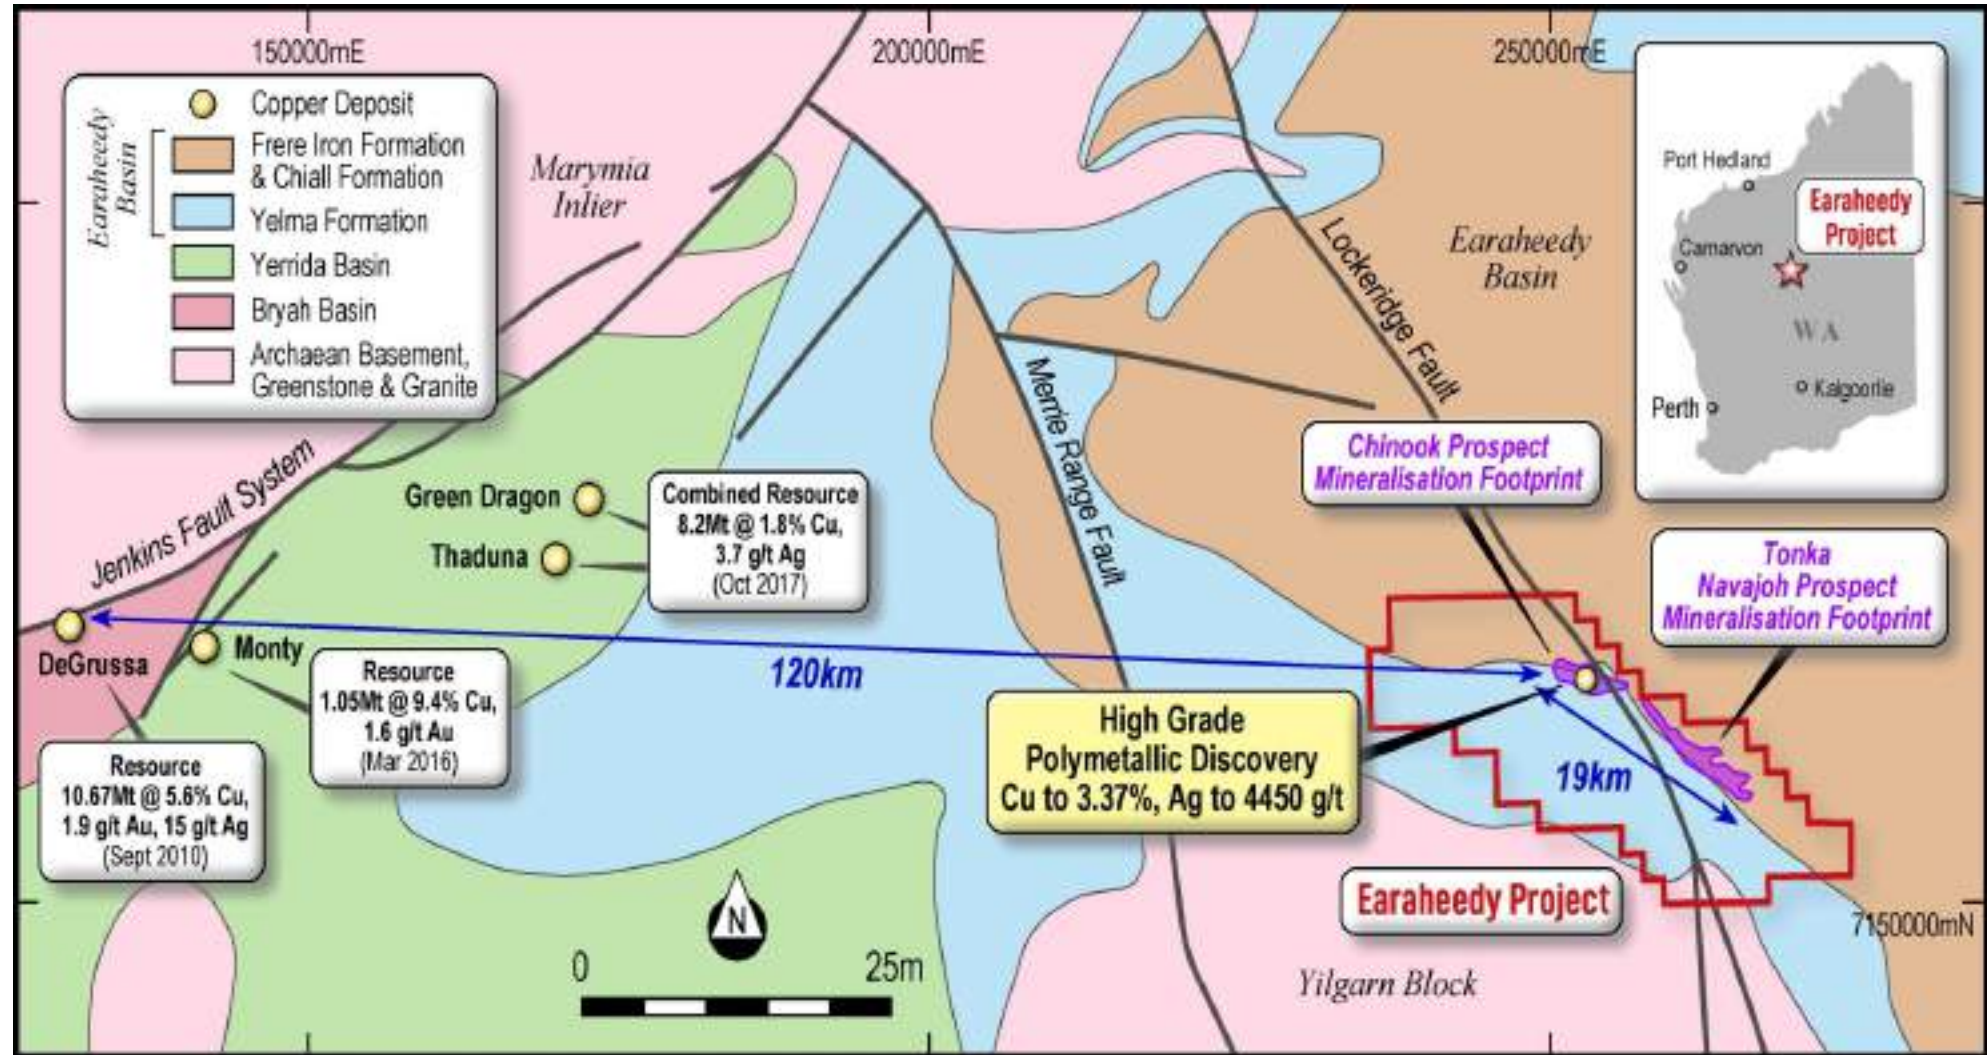 150000mE
200000mE
250000mE
Earaheedy
Basin
Copper Deposit
Frere Iron Formation
& Chiall Formation
Yelma Formation
Yerrida Basin
Bryah Basin
Archaean Basement,
Greenstone & Granite
Marymia
Inlier
Lockeridge Fault
Earaheedy
Basin
Port Hedland
Earaheedy
Project
Carnarvon
WA
Kalgoorlie
Perth
Merrie Range Fault
Jenkins Fault System
Chinook Prospect
Mineralisation Footprint
Green Dragon
Thaduna
Combined Resource
8.2Mt @ 1.8% Cu,
3.7 g/t Ag
(Oct 2017)
Tonka
Navajoh Prospect
Mineralisation Footprint
DeGrussa
Monty
120km
Resource
1.05Mt @ 9.4% Cu,
1.6 g/t Au
(Mar 2016)
High Grade
Polymetallic Discovery
Cu to 3.37%, Ag to 4450 g/t
19km
Resource
10.67Mt @ 5.6% Cu,
1.9 g/t Au, 15 g/t Ag
(Sept 2010)
Earaheedy Project
7150000mN
N
0
25m
Yilgarn Block